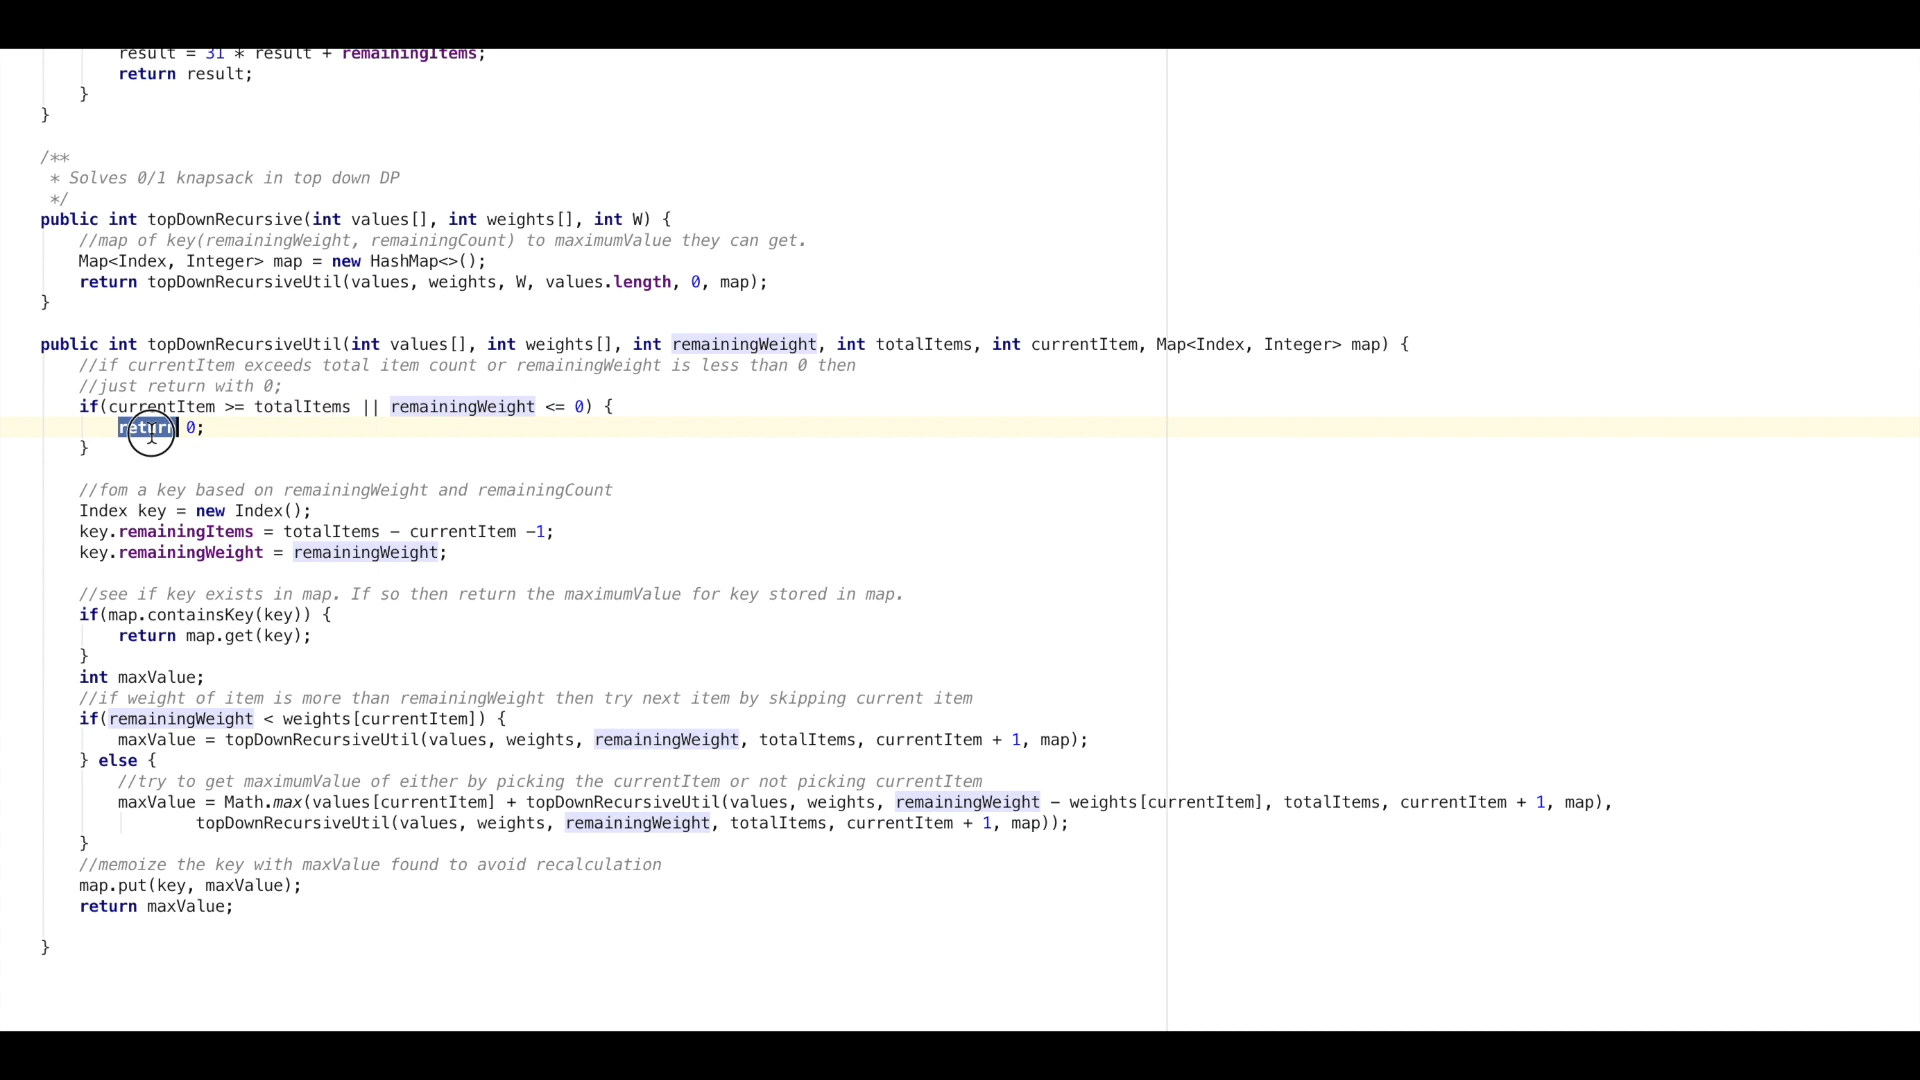 result = 31 * result + remainingItems;
return result;
}
}
/**
* Solves 0/1 knapsack in top down DP
*/
public int topDownRecursive(int values[], int weights[], int W) {
//map of key(remainingWeight, remainingCount) to maximumValue they can get.
Map<Index, Integer> map = new HashMap<>();
return topDownRecursiveUtil(values, weights, W, values.length, 0, map);
}
public int topDownRecursiveUtil(int values[], int weights[], int remainingWeight, int totalItems, int currentItem, Map<Index, Integer> map) {
//if currentItem exceeds total item count or remainingWeight is less than 0 then
//just return with 0;
if(currentItem >= totalItems || remainingWeight <= 0) {
return 0;
}
//fom a key based on remainingWeight and remainingCount
Index key = new Index();
key.remainingItems = totalItems - currentItem -1;
key.remainingWeight = remainingWeight;
//see if key exists in map. If so then return the maximumValue for key stored in map.
if(map.containsKey(key)) {
return map.get(key);
}
int maxValue;
//if weight of item is more than remainingWeight then try next item by skipping current item
if(remainingWeight < weights[currentItem]) {
maxValue = topDownRecursiveUtil(values, weights, remainingWeight, totalItems, currentItem + 1, map);
} else {
//try to get maximumValue of either by picking the currentItem or not picking currentItem
maxValue = Math.max(values[currentItem] + topDownRecursiveUtil(values, weights, remainingWeight - weights[currentItem], totalItems, currentItem + 1, map),
topDownRecursiveUtil(values, weights, remainingWeight, totalItems, currentItem + 1, map));
}
//memoize the key with maxValue found to avoid recalculation
map.put(key, maxValue);
return maxValue;
}